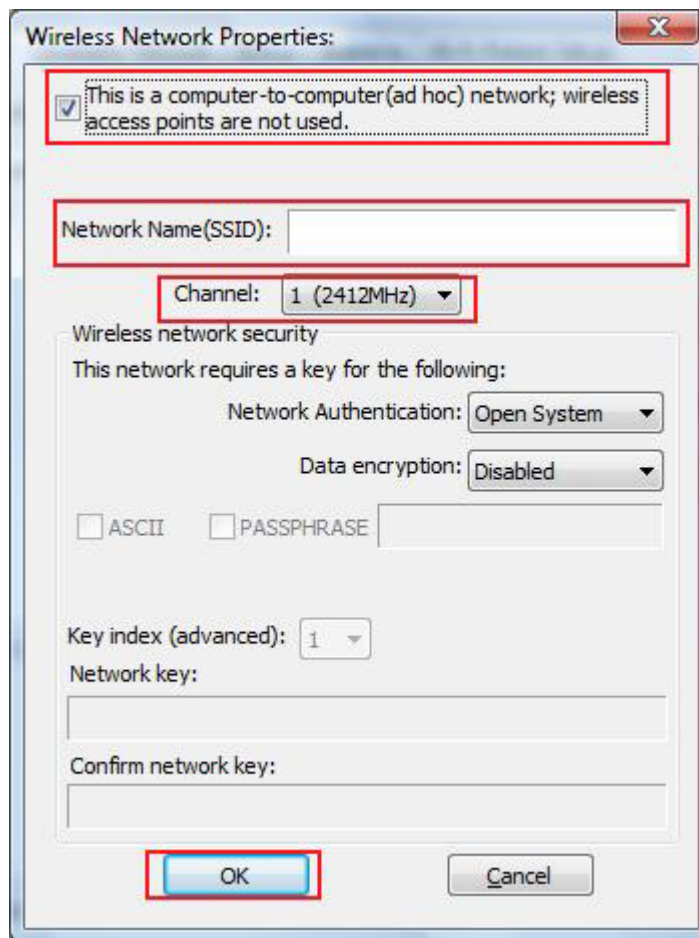 Wireless Network Properties:
This is a computer-to-computer(ad hoc) network; wireless
access points are not used.
Network Name(SSID):
Channel: 1 (2412MHz)
Wireless network security
This network requires a key for the following:
Network Authentication: Open System
Data encryption: Disabled
ASCII PASSPHRASE
Key index (advanced): 1
Network key:
Confirm network key:
OK Cancel